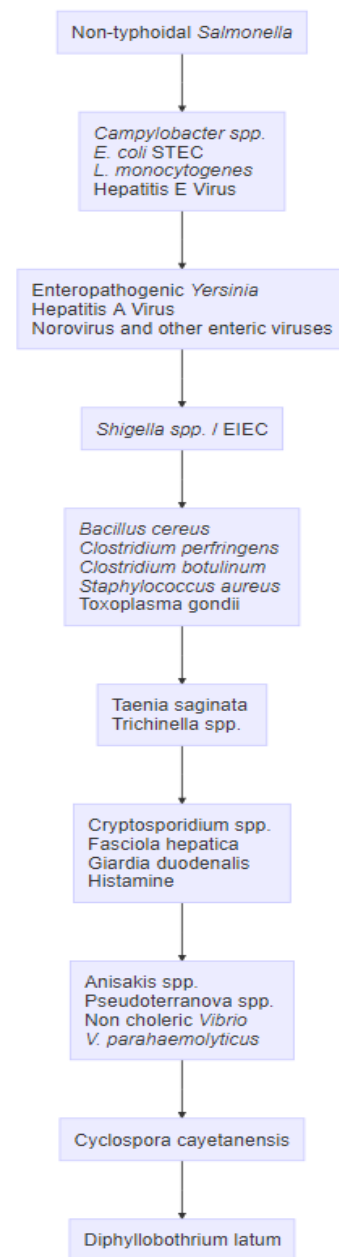 Non-typhoidal Salmonella
Campylobacter spp.
E. coli STEC
L. monocytogenes
Hepatitis E Virus
Enteropathogenic Yersinia
Hepatitis A Virus
Norovirus and other enteric viruses
Shigella spp. / EIEC
Bacillus cereus
Clostridium perfringens
Clostridium botulinum
Staphylococcus aureus
Toxoplasma gondii
Taenia saginata
Trichinella spp.
Cryptosporidium spp.
Fasciola hepatica
Giardia duodenalis
Histamine
Anisakis spp.
Pseudoterranova spp.
Non choleric Vibrio
V. parahaemolyticus
Cyclospora cayetanensis
Diphyllobothrium latum